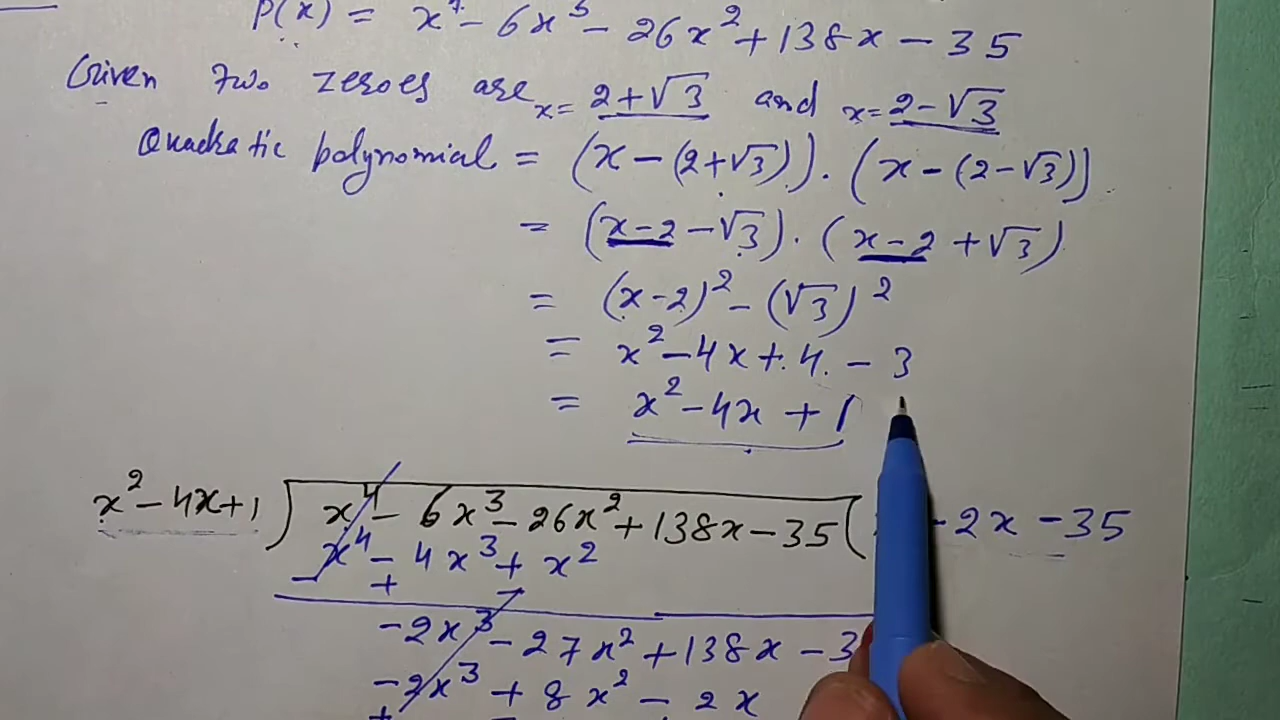 P(x) = x⁴ - 6x³ - 26x² + 138x - 35
Given two zeroes are x= 2+√3 and x= 2-√3
Quadratic polynomial = (x - (2+√3)) . (x - (2-√3))
= (x-2 -√3) . (x-2 +√3)
= (x-2)² - (√3)²
= x² - 4x + 4 - 3
= x² - 4x + 1
x² - 4x + 1 ) x⁴ - 6x³ - 26x² + 138x - 35 ( - 2x - 35
x⁴ - 4x³ + x²
- + -
-2x³ - 27x² + 138x - 3
-2x³ + 8x² - 2x
+